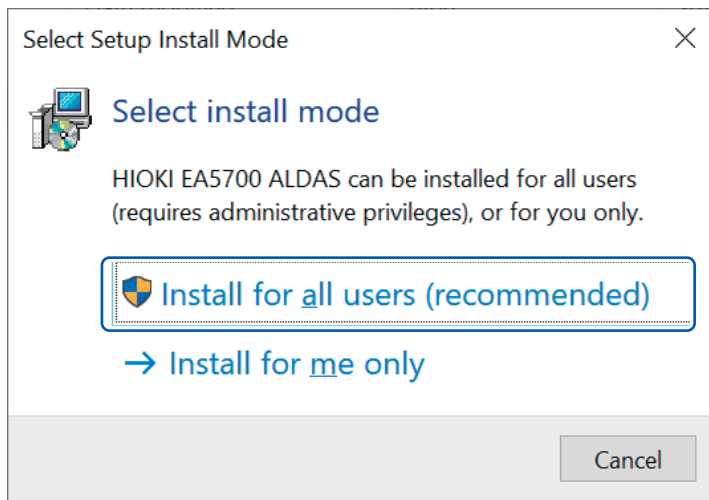 Select Setup Install Mode
Select install mode
HIOKI EA5700 ALDAS can be installed for all users
(requires administrative privileges), or for you only.
Install for all users (recommended)
Install for me only
Cancel